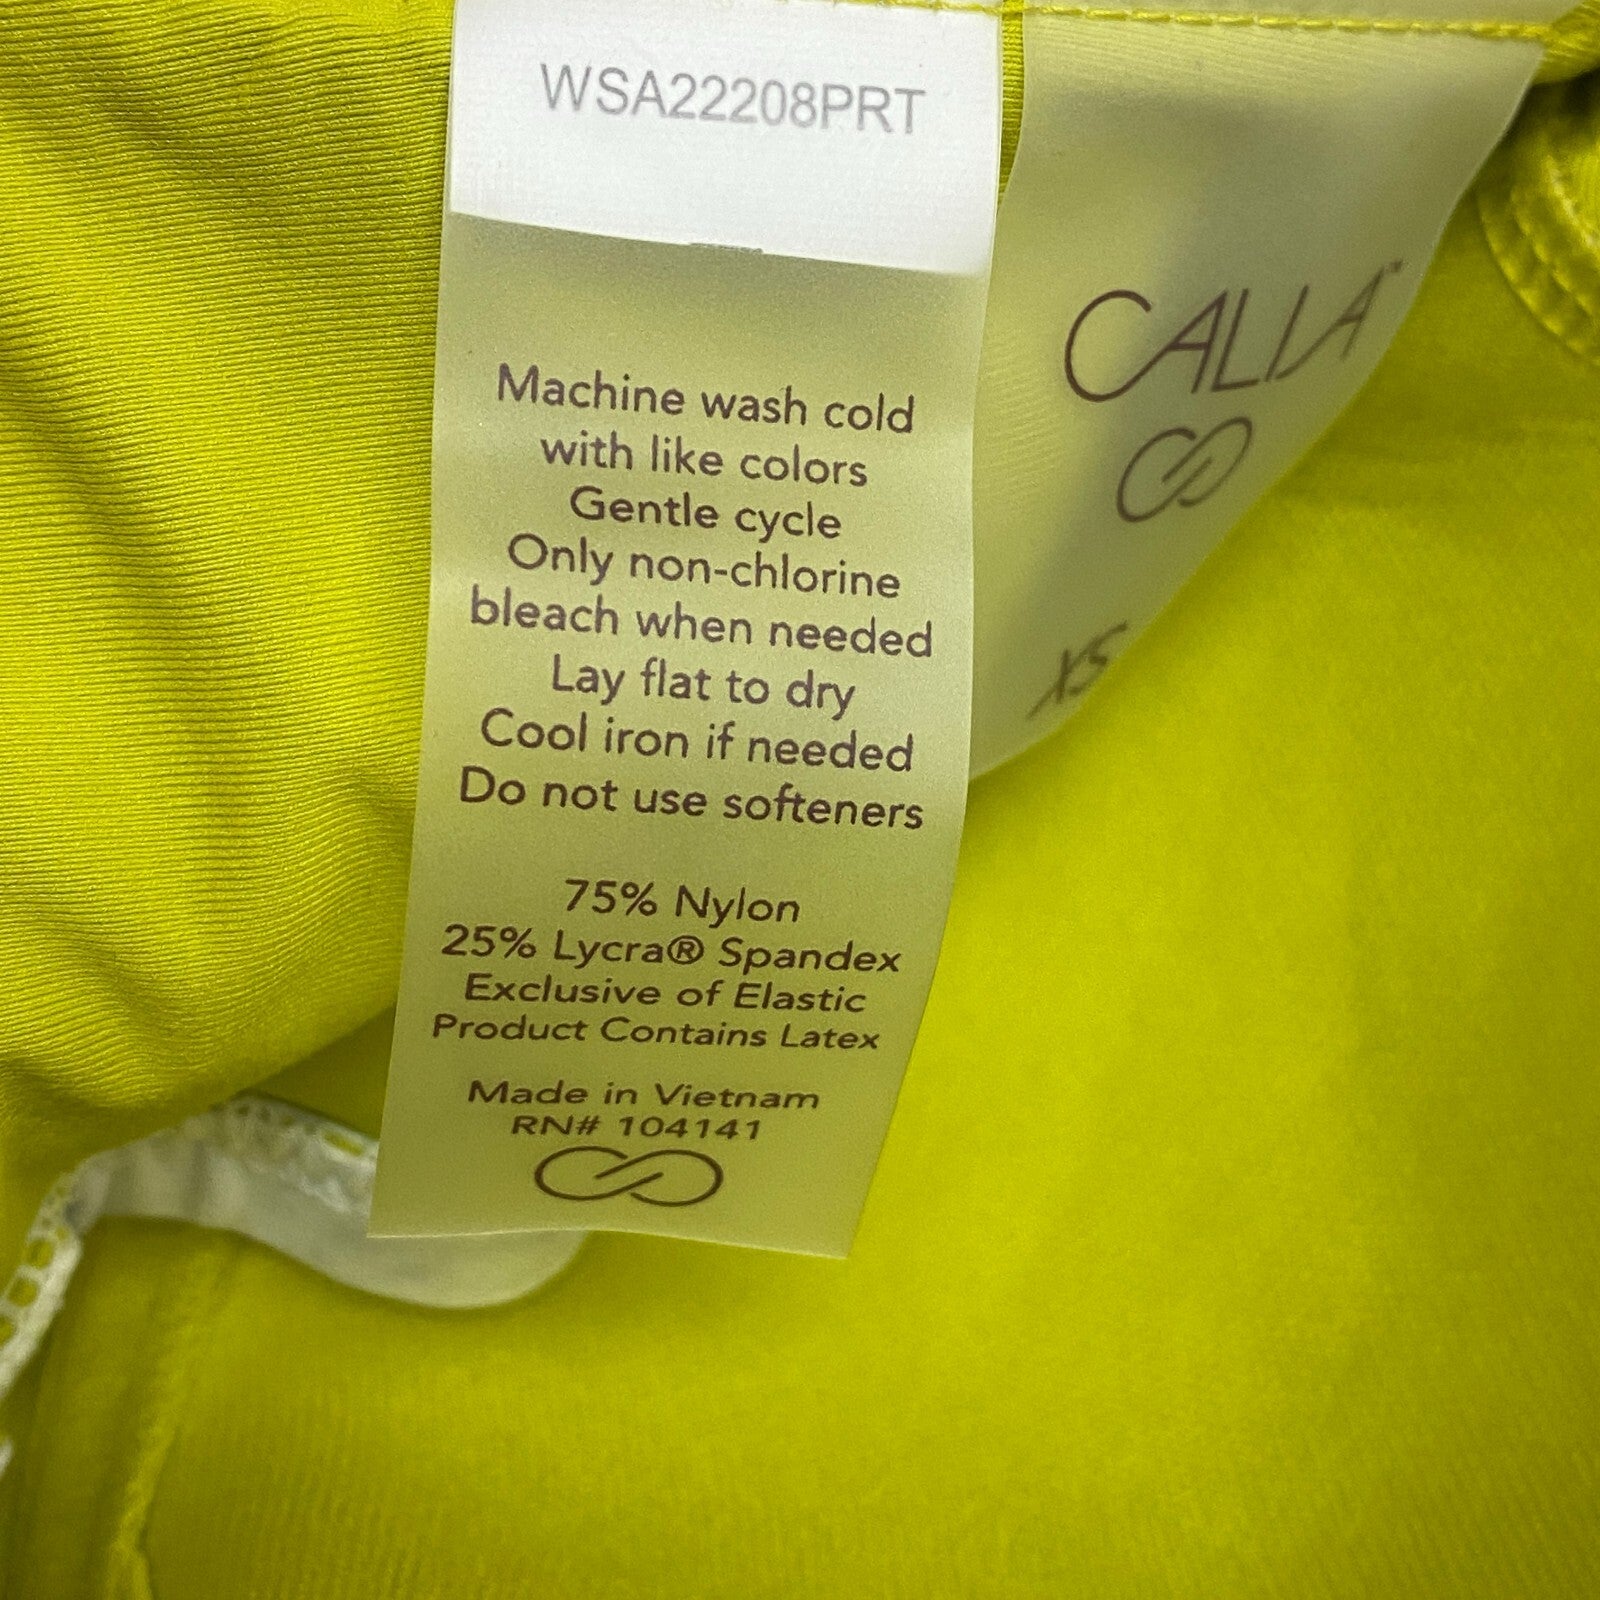 WSA22208PRT
Machine wash cold
with like colors
Gentle cycle
Only non-chlorine
bleach when needed
Lay flat to dry
Cool iron if needed
Do not use softeners
75% Nylon
25% Lycra® Spandex
Exclusive of Elastic
Product Contains Latex
Made in Vietnam
RN# 104141
CALIA™
XS